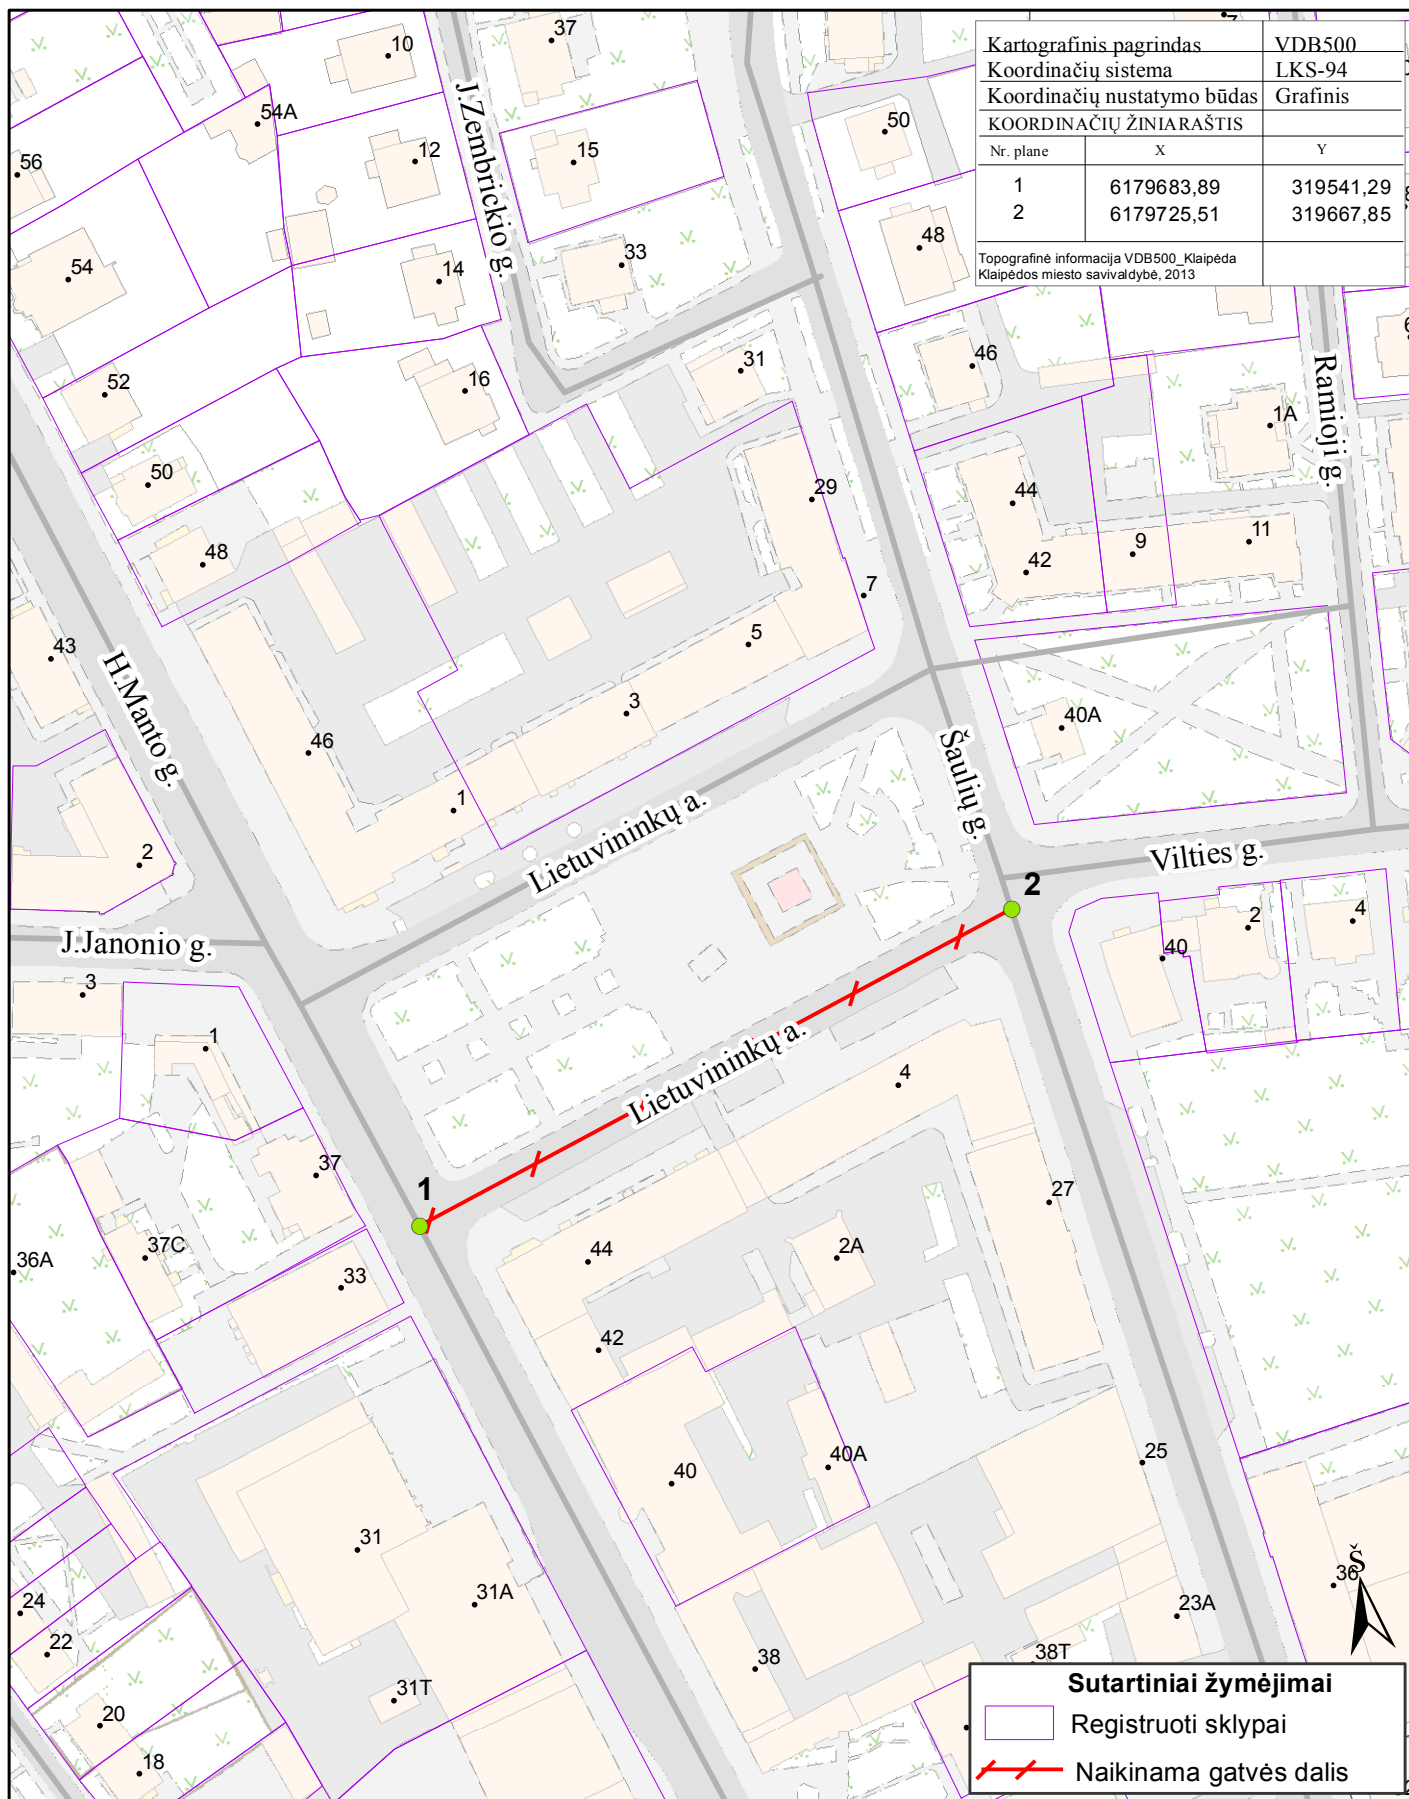 Kartografinis pagrindas VDB500
Koordinačių sistema LKS-94
Koordinačių nustatymo būdas Grafinis
KOORDINAČIŲ ŽINIARAŠTIS
Nr. plane X Y
1 6179683,89 319541,29
2 6179725,51 319667,85
Topografinė informacija VDB500_Klaipėda
Klaipėdos miesto savivaldybė, 2013
10
37
54A
12
15
50
56
J.Zembrickio g.
54
14
33
48
52
16
31
46
Ramioji g.
1A
50
29
44
48
9
11
42
43
7
5
H.Manto g.
3
46
40A
Šaulių g.
1
Lietuvininkų a.
2
Vilties g.
2
J.Janonio g.
40
2
4
3
1
Lietuvininkų a.
4
37
1
27
36A
37C
33
44
2A
42
40
40A
25
31
31A
24
22
23A
36
Š
38
38T
31T
20
18
Sutartiniai žymėjimai
Registruoti sklypai
Naikinama gatvės dalis